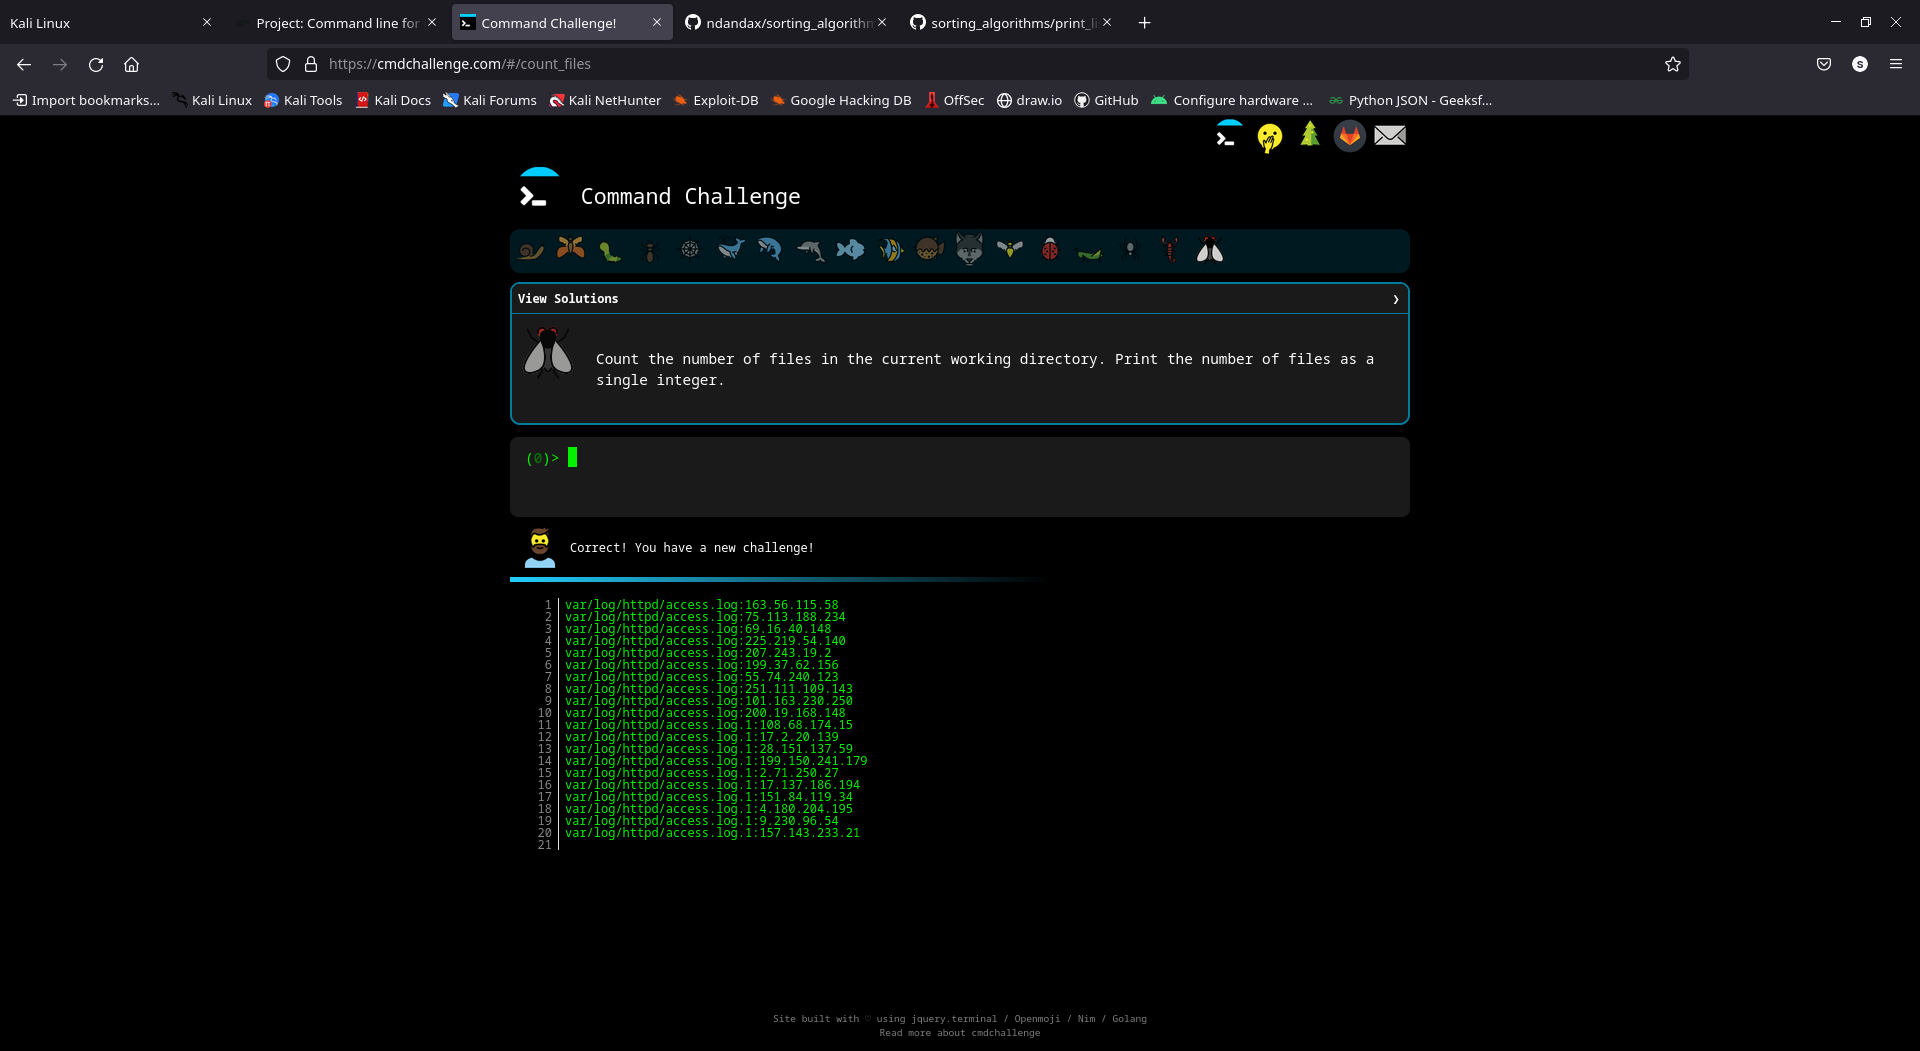 Kali Linux
Project: Command line for
Command Challenge!
ndandax/sorting_algorithm
sorting_algorithms/print_li
https://cmdchallenge.com/#/count_files
S
Import bookmarks...
Kali Linux
Kali Tools
Kali Docs
Kali Forums
Kali NetHunter
Exploit-DB
Google Hacking DB
OffSec
draw.io
GitHub
Configure hardware ...
Python JSON - Geeksf...
Command Challenge
View Solutions
Count the number of files in the current working directory. Print the number of files as a
single integer.
(0)>
Correct! You have a new challenge!
1 var/log/httpd/access.log:163.56.115.58
2 var/log/httpd/access.log:75.113.188.234
3 var/log/httpd/access.log:69.16.40.148
4 var/log/httpd/access.log:225.219.54.140
5 var/log/httpd/access.log:207.243.19.2
6 var/log/httpd/access.log:199.37.62.156
7 var/log/httpd/access.log:55.74.240.123
8 var/log/httpd/access.log:251.111.109.143
9 var/log/httpd/access.log:101.163.230.250
10 var/log/httpd/access.log:200.19.168.148
11 var/log/httpd/access.log.1:108.68.174.15
12 var/log/httpd/access.log.1:17.2.20.139
13 var/log/httpd/access.log.1:28.151.137.59
14 var/log/httpd/access.log.1:199.150.241.179
15 var/log/httpd/access.log.1:2.71.250.27
16 var/log/httpd/access.log.1:17.137.186.194
17 var/log/httpd/access.log.1:151.84.119.34
18 var/log/httpd/access.log.1:4.180.204.195
19 var/log/httpd/access.log.1:9.230.96.54
20 var/log/httpd/access.log.1:157.143.233.21
21
Site built with ♡ using jquery.terminal / Openmoji / Nim / Golang
Read more about cmdchallenge